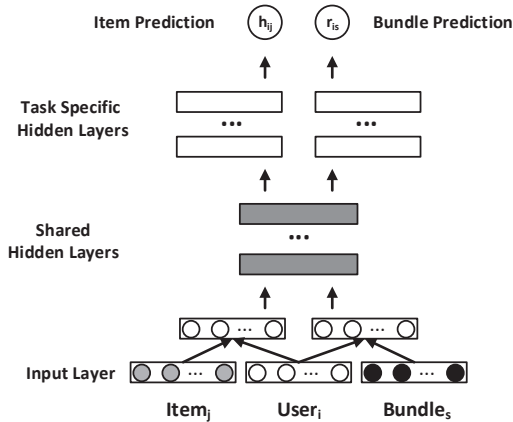 Item Prediction h_ij r_is Bundle Prediction
...
...
Task Specific
Hidden Layers
...
...
Shared
Hidden Layers
...
... ...
Input Layer ... ... ...
Item_j User_i Bundle_s